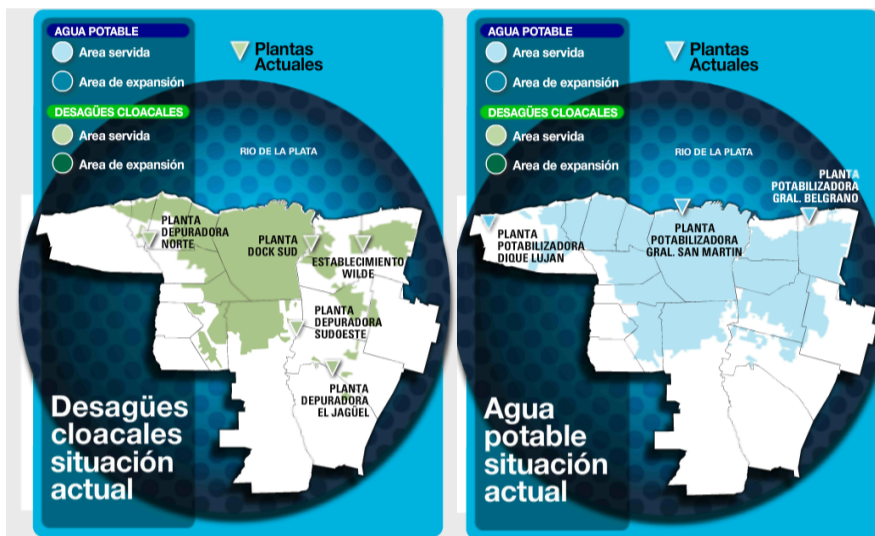 AGUA POTABLE
Area servida
Area de expansión
DESAGÜES CLOACALES
Area servida
Area de expansión
Plantas
Actuales
RIO DE LA PLATA
PLANTA
DEPURADORA
NORTE
PLANTA
DOCK SUD
ESTABLECIMIENTO
WILDE
PLANTA
DEPURADORA
SUDOESTE
PLANTA
DEPURADORA
EL JAGÜEL
Desagües
cloacales
situación
actual
AGUA POTABLE
Area servida
Area de expansión
DESAGÜES CLOACALES
Area servida
Area de expansión
Plantas
Actuales
RIO DE LA PLATA
PLANTA
POTABILIZADORA
GRAL. BELGRANO
PLANTA
POTABILIZADORA
DIQUE LUJAN
PLANTA
POTABILIZADORA
GRAL. SAN MARTIN
Agua
potable
situación
actual